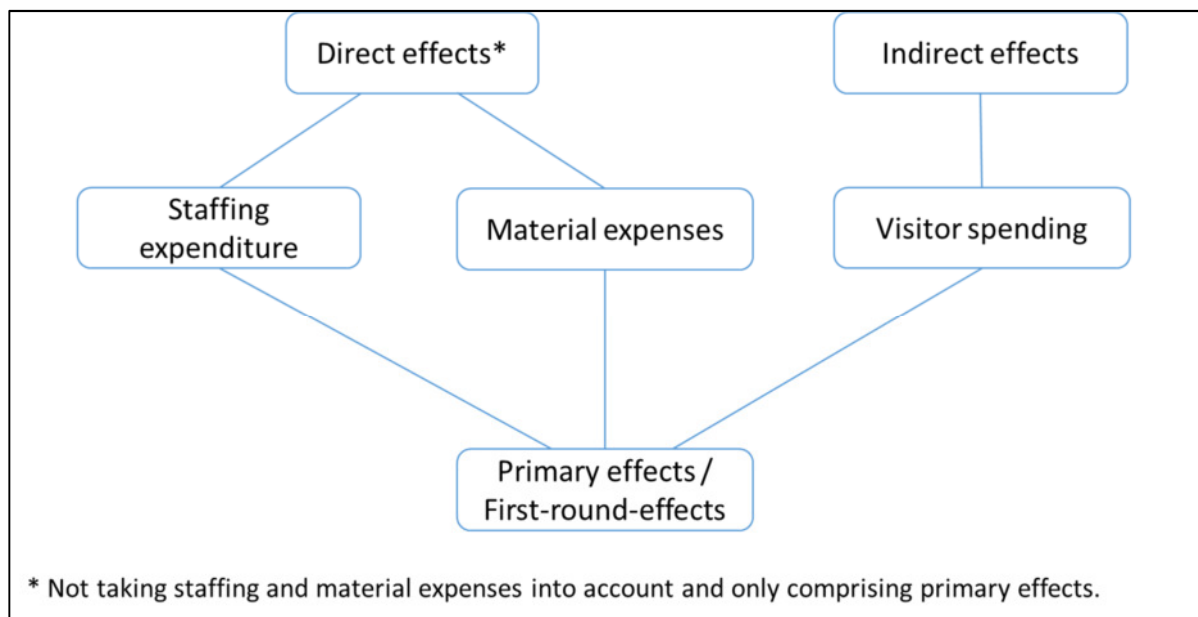 Direct effects*
Indirect effects
Staffing
expenditure
Material expenses
Visitor spending
Primary effects /
First-round-effects
* Not taking staffing and material expenses into account and only comprising primary effects.